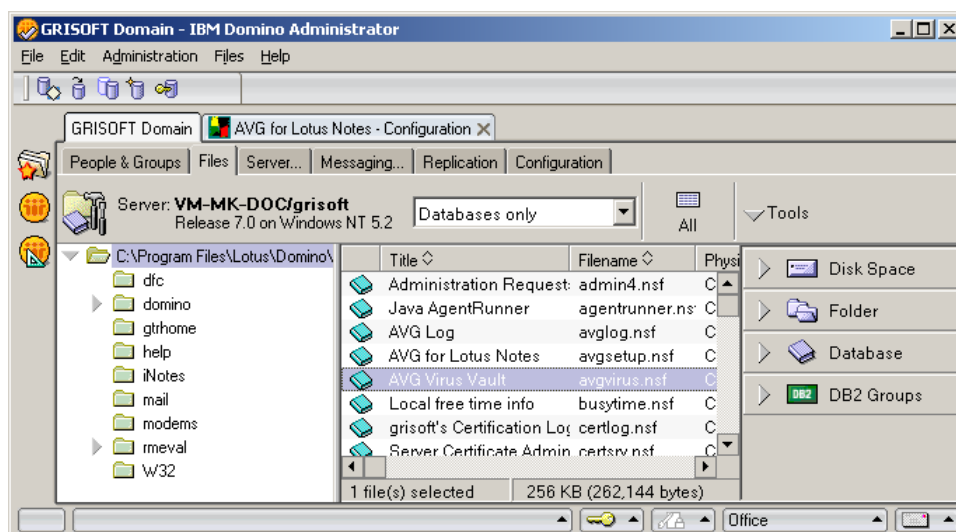 GRISOFT Domain - IBM Domino Administrator
File Edit Administration Files Help
GRISOFT Domain AVG for Lotus Notes - Configuration
People & Groups Files Server... Messaging... Replication Configuration
Server: VM-MK-DOC/grisoft
Release 7.0 on Windows NT 5.2
Databases only
All
Tools
C:\Program Files\Lotus\Domino\
dfc
domino
gtrhome
help
iNotes
mail
modems
rmeval
W32
Title Filename Physi
Administration Request: admin4.nsf C
Java AgentRunner agentrunner.ns C
AVG Log avglog.nsf C
AVG for Lotus Notes avgsetup.nsf C
AVG Virus Vault avgvirus.nsf C
Local free time info busytime.nsf C
grisoft's Certification Log certlog.nsf C
Server Certificate Admin certsrv.nsf C
1 file(s) selected 256 KB (262,144 bytes)
Disk Space
Folder
Database
DB2 DB2 Groups
Office